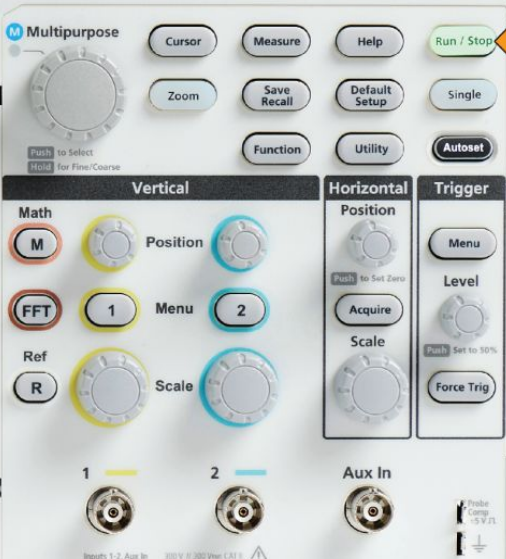 M Multipurpose
Cursor
Measure
Help
Run / Stop
Zoom
Save
Recall
Default
Setup
Single
Push to Select
Hold for Fine/Coarse
Function
Utility
Autoset
Vertical
Horizontal
Trigger
Math
M
Position
Position
Push to Set Zero
Menu
Level
FFT
1
Menu
2
Acquire
Push Set to 50%
Ref
R
Scale
Scale
Force Trig
1
2
Aux In
Probe
Comp
~5 V
Inputs 1-2, Aux In